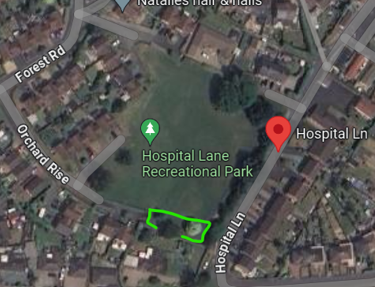 Natalies hair & nails
Forest Rd
Hospital Ln
Orchard Rise
Hospital Lane
Recreational Park
Hospital Ln